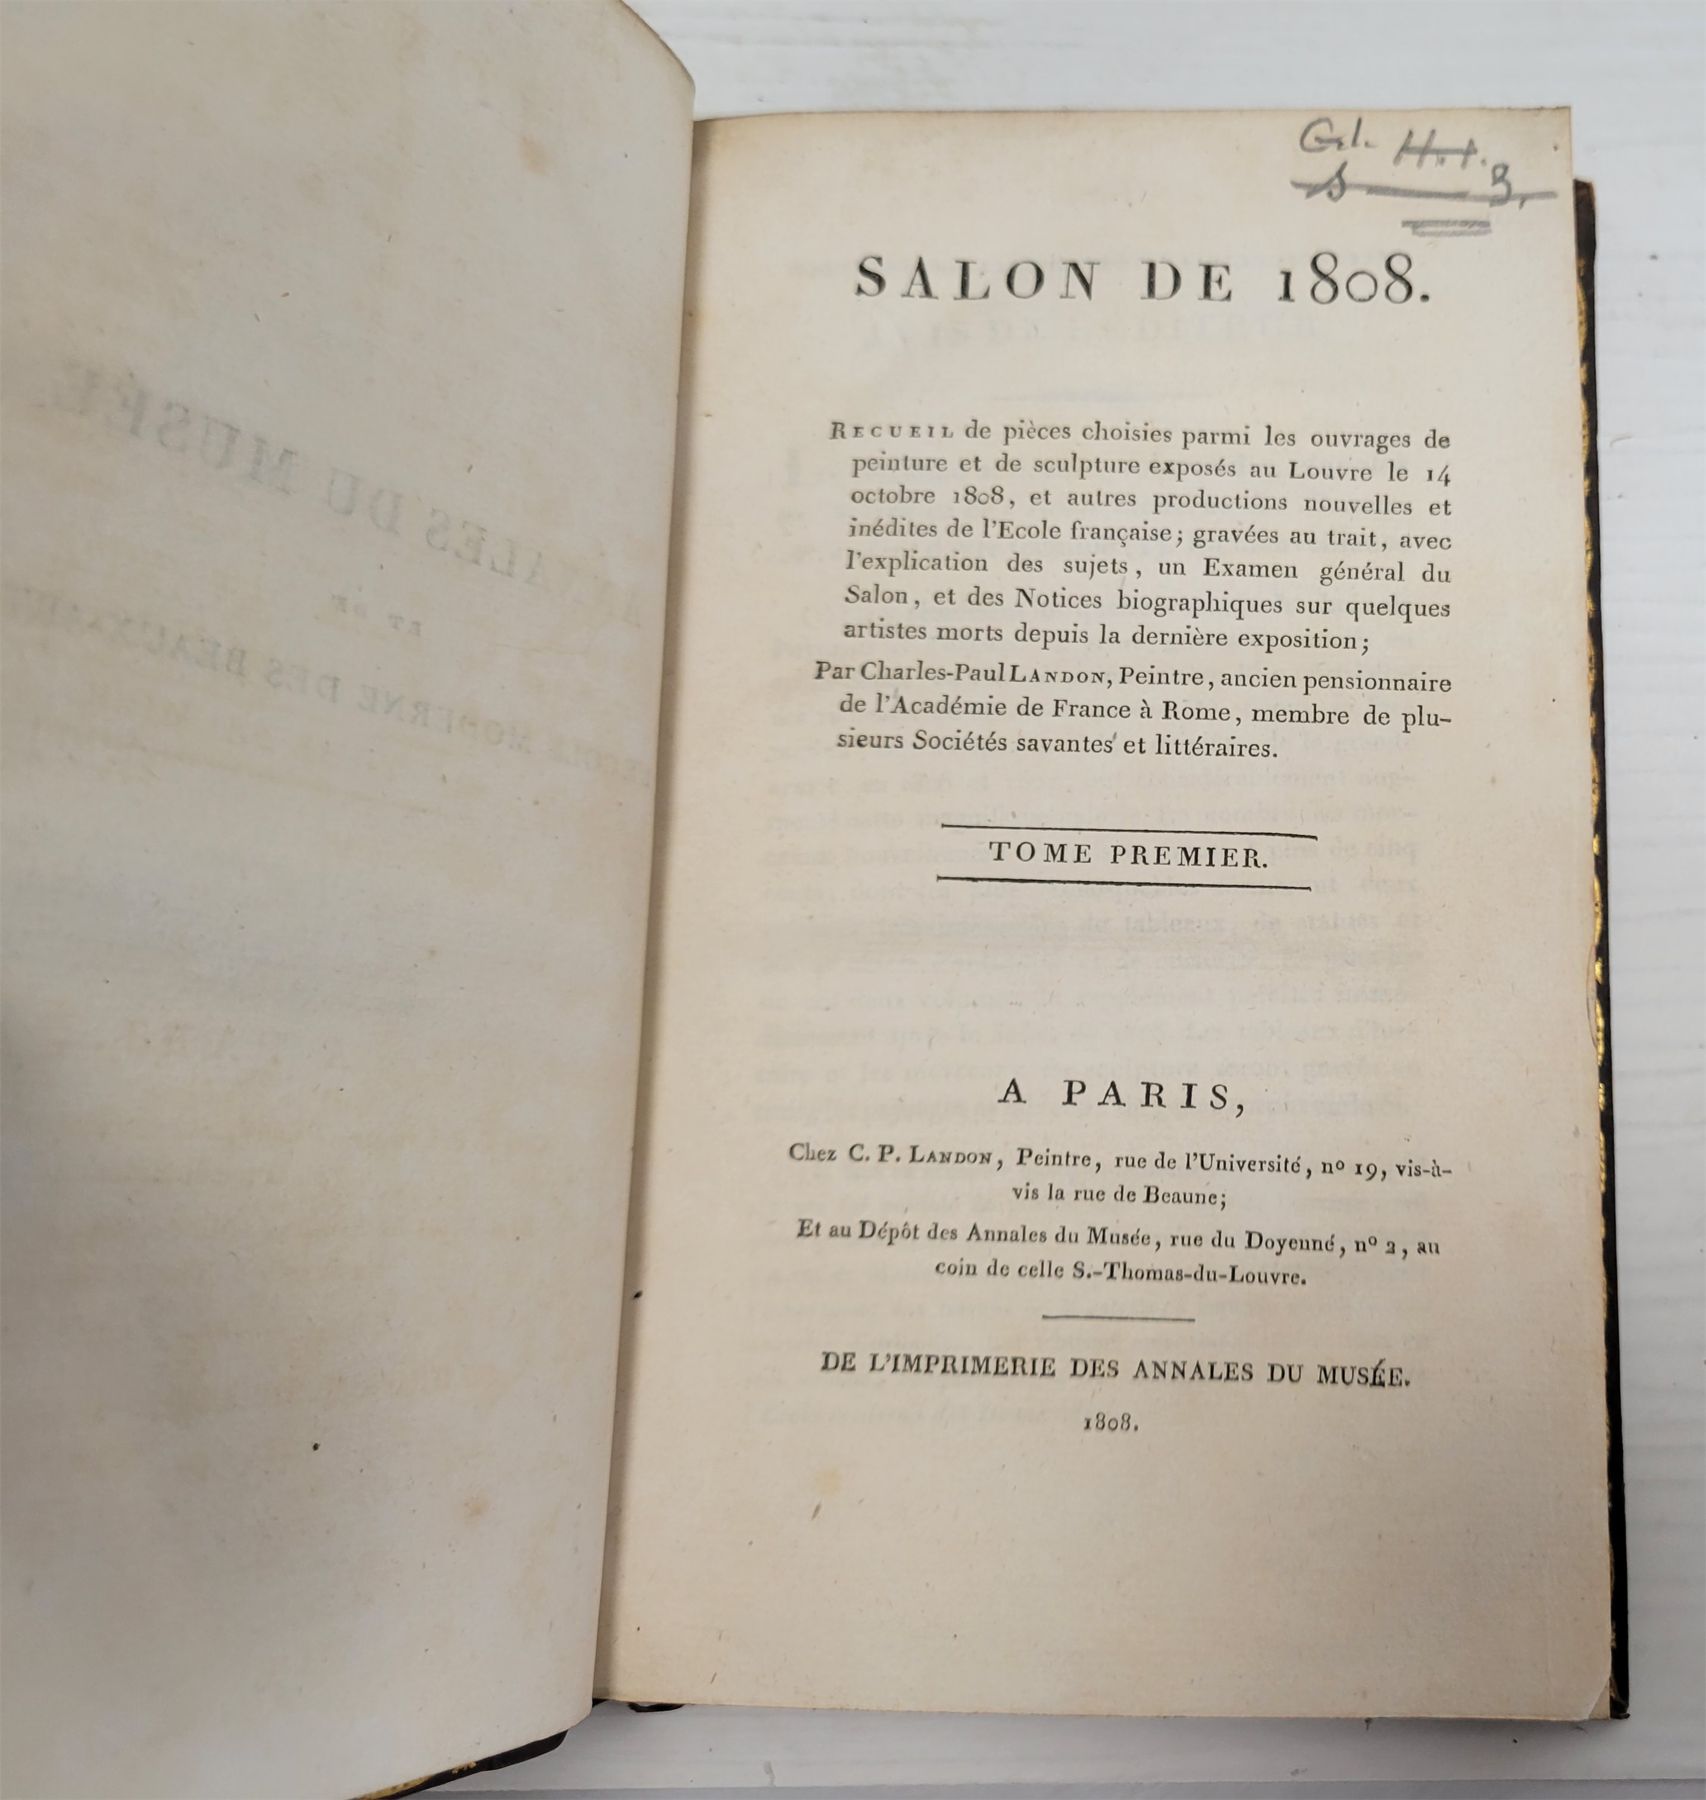 Gl. H.t.
s 3.
SALON DE 1808.
RECUEIL de pièces choisies parmi les ouvrages de
peinture et de sculpture exposés au Louvre le 14
octobre 1808, et autres productions nouvelles et
inédites de l'Ecole française; gravées au trait, avec
l'explication des sujets, un Examen général du
Salon, et des Notices biographiques sur quelques
artistes morts depuis la dernière exposition;
Par Charles-Paul LANDON, Peintre, ancien pensionnaire
de l'Académie de France à Rome, membre de plu-
sieurs Sociétés savantes et littéraires.
TOME PREMIER.
A PARIS,
Chez C. P. LANDON, Peintre, rue de l'Université, nº 19, vis-à-
vis la rue de Beaune;
Et au Dépôt des Annales du Musée, rue du Doyenné, nº 2, au
coin de celle S.-Thomas-du-Louvre.
DE L'IMPRIMERIE DES ANNALES DU MUSÉE.
1808.